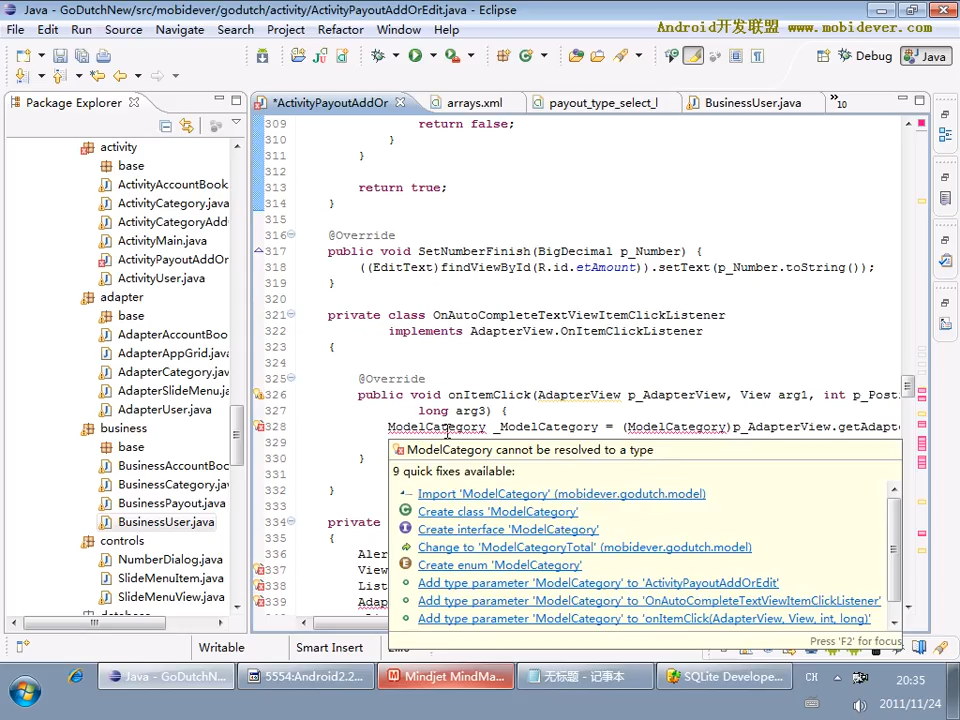 Java - GoDutchNew/src/mobidever/godutch/activity/ActivityPayoutAddOrEdit.java - Eclipse
File Edit Run Source Navigate Search Project Refactor Window Help
Android开发联盟 www.mobidever.com
Debug Java
Package Explorer
*ActivityPayoutAddOr arrays.xml payout_type_select_l BusinessUser.java »10
activity
base
ActivityAccountBook
ActivityCategory.java
ActivityCategoryAdd
ActivityMain.java
ActivityPayoutAddOr
ActivityUser.java
adapter
base
AdapterAccountBoo
AdapterAppGrid.java
AdapterCategory.java
AdapterSlideMenu.java
AdapterUser.java
business
base
BusinessAccountBoo
BusinessCategory.java
BusinessPayout.java
BusinessUser.java
controls
NumberDialog.java
SlideMenuItem.java
SlideMenuView.java
309 return false;
310 }
311 }
312
313 return true;
314 }
315
316 @Override
317 public void SetNumberFinish(BigDecimal p_Number) {
318 ((EditText)findViewById(R.id.etAmount)).setText(p_Number.toString());
319 }
320
321 private class OnAutoCompleteTextViewItemClickListener
322 implements AdapterView.OnItemClickListener
323 {
324
325 @Override
326 public void onItemClick(AdapterView p_AdapterView, View arg1, int p_Post
327 long arg3) {
328 ModelCategory _ModelCategory = (ModelCategory)p_AdapterView.getAdapt
329
330 }
331
332 }
333
334 private
335 {
336 Aler
337 View
338 List
339 Adap
ModelCategory cannot be resolved to a type
9 quick fixes available:
Import 'ModelCategory' (mobidever.godutch.model)
Create class 'ModelCategory'
Create interface 'ModelCategory'
Change to 'ModelCategoryTotal' (mobidever.godutch.model)
Create enum 'ModelCategory'
Add type parameter 'ModelCategory' to 'ActivityPayoutAddOrEdit'
Add type parameter 'ModelCategory' to 'OnAutoCompleteTextViewItemClickListener'
Add type parameter 'ModelCategory' to 'onItemClick(AdapterView, View, int, long)'
Press 'F2' for focus
Writable Smart Insert
Java - GoDutchN... 5554:Android2.2... Mindjet MindMa... 无标题 - 记事本 SQLite Develope... CH 20:35
2011/11/24